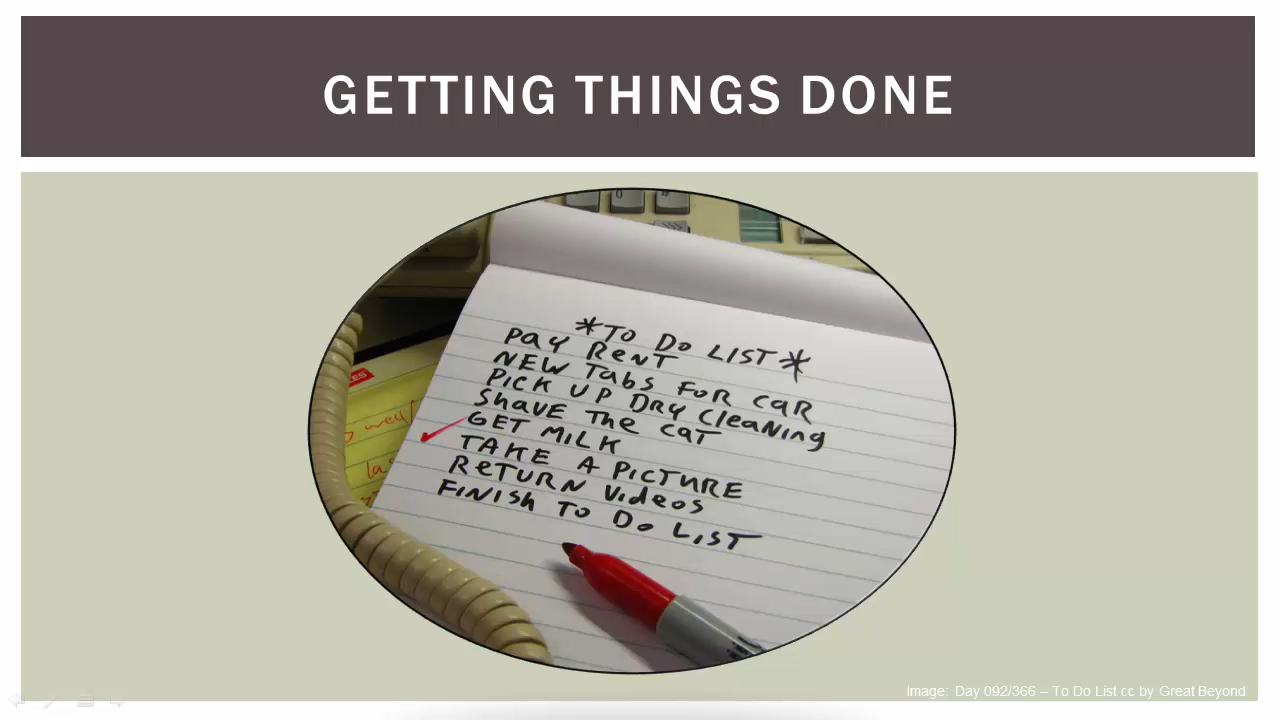 GETTING THINGS DONE
*TO DO LIST*
PAY RENT
NEW TABS FOR CAR
PICK UP DRY CLEANING
SHAVE THE CAT
GET MILK
TAKE A PICTURE
RETURN VIDEOS
FINISH TO DO LIST
Image: Day 092/366 – To Do List cc by Great Beyond